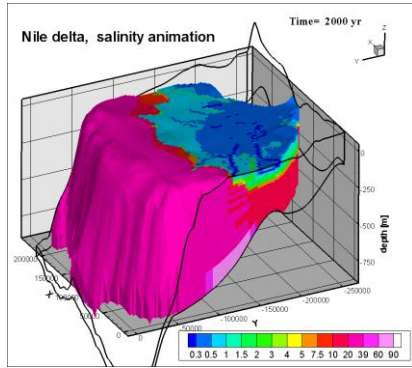 Time= 2000 yr
Nile delta, salinity animation
Z
X
Y
0
-250
-500
-750
depth [m]
200000
150000
100000
50000
0
X
0
-50000
-100000
-150000
-200000
-250000
Y
0.3 0.5 1 1.5 2 3 4 5 7.5 10 20 39 60 90